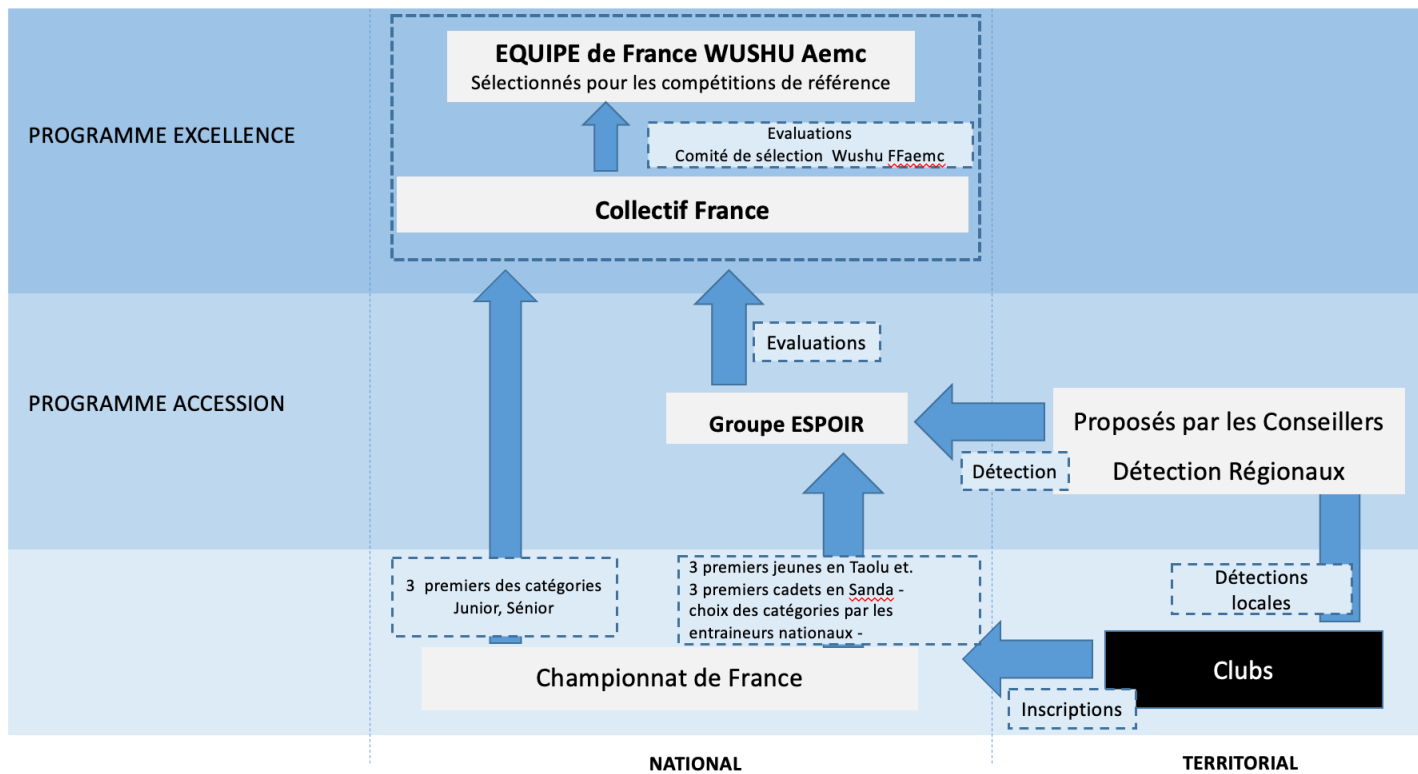 EQUIPE de France WUSHU Aemc
Sélectionnés pour les compétitions de référence
PROGRAMME EXCELLENCE
Evaluations
Comité de sélection Wushu FFaemc
Collectif France
Evaluations
PROGRAMME ACCESSION
Groupe ESPOIR
Proposés par les Conseillers
Détection Régionaux
Détection
3 premiers des catégories
Junior, Sénior
3 premiers jeunes en Taolu et.
3 premiers cadets en Sanda -
choix des catégories par les
entraineurs nationaux -
Détections
locales
Championnat de France
Clubs
Inscriptions
NATIONAL
TERRITORIAL